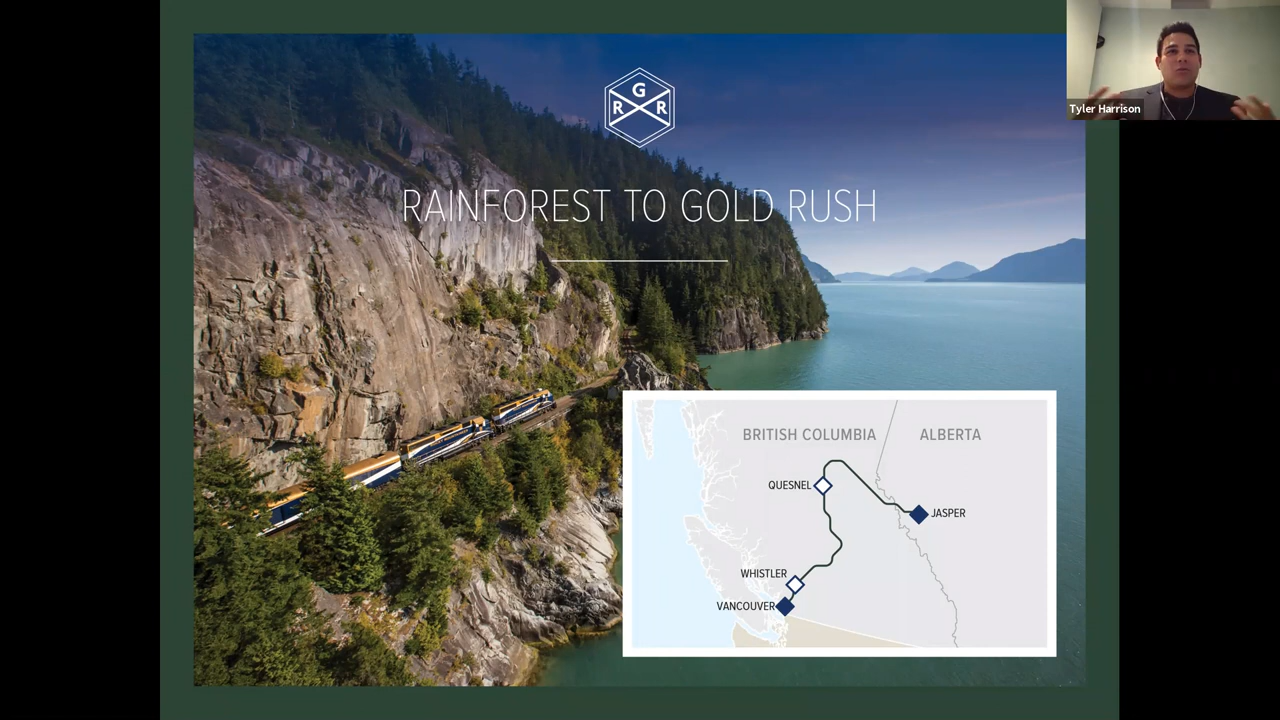 G
R R
RAINFOREST TO GOLD RUSH
Tyler Harrison
BRITISH COLUMBIA
ALBERTA
QUESNEL
JASPER
WHISTLER
VANCOUVER